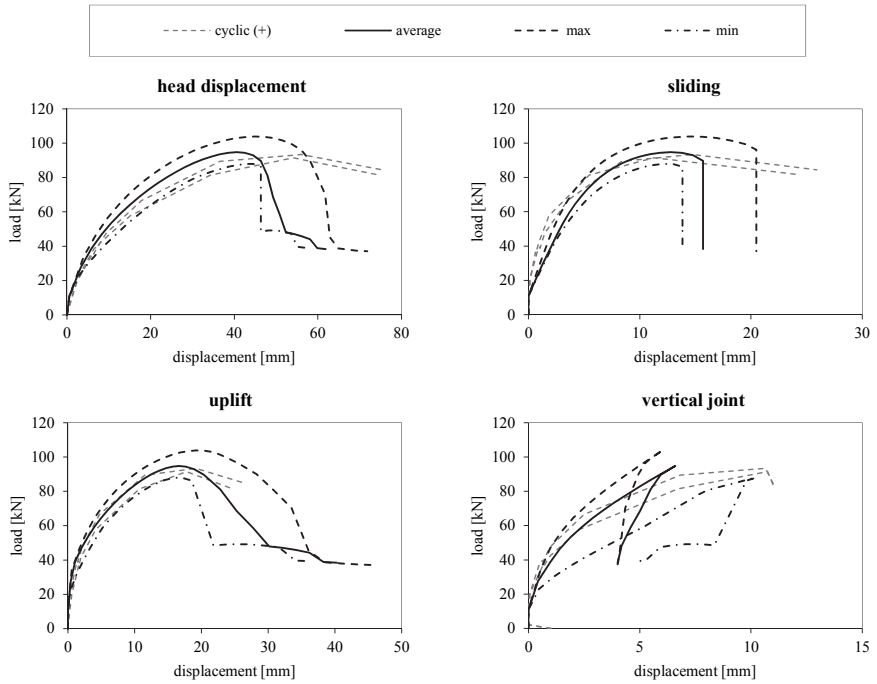 cyclic (+) average max min
head displacement
120
100
80
60
40
20
0
load [kN]
0 20 40 60 80
displacement [mm]
sliding
120
100
80
60
40
20
0
load [kN]
0 10 20 30
displacement [mm]
uplift
120
100
80
60
40
20
0
load [kN]
0 10 20 30 40 50
displacement [mm]
vertical joint
120
100
80
60
40
20
0
load [kN]
0 5 10 15
displacement [mm]